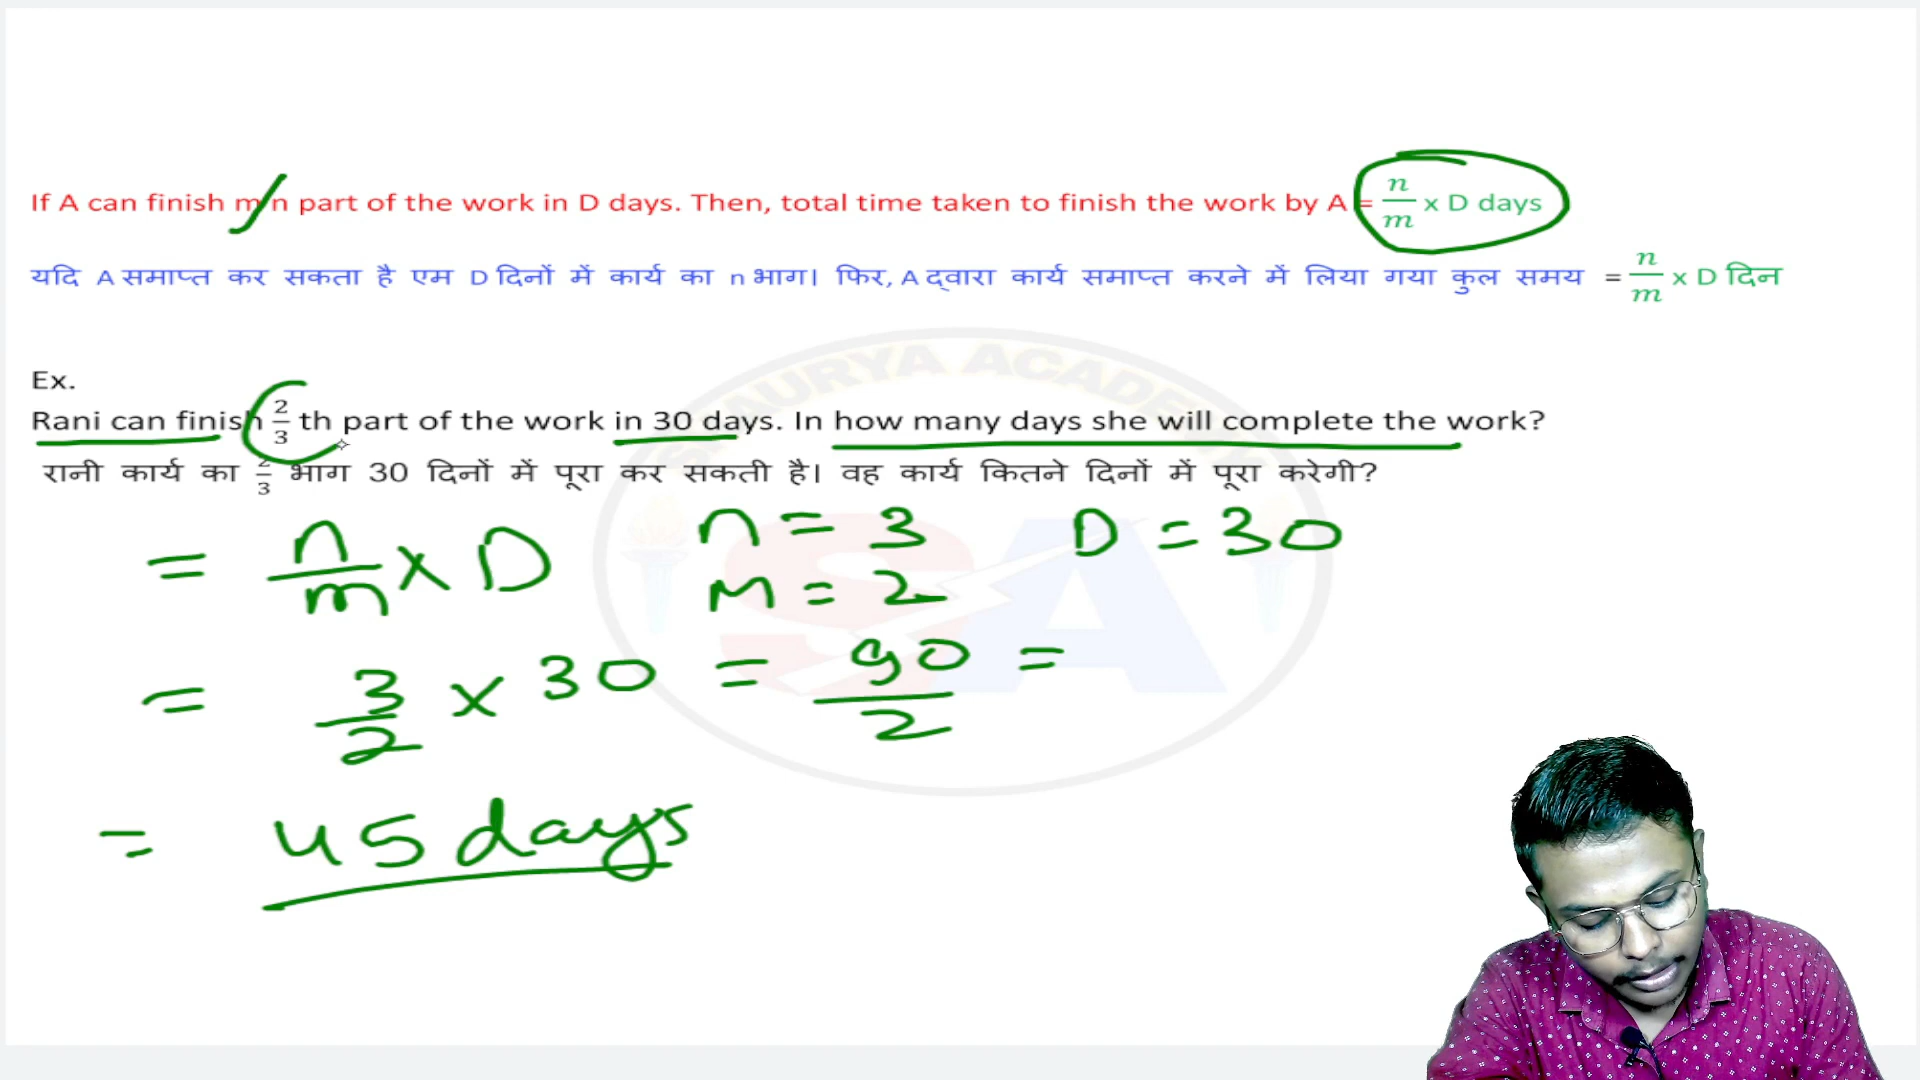 If A can finish m/n part of the work in D days. Then, total time taken to finish the work by A = n/m x D days
यदि A समाप्त कर सकता है एम D दिनों में कार्य का n भाग। फिर, A द्वारा कार्य समाप्त करने में लिया गया कुल समय = n/m x D दिन
SAURYA ACADEMY
Ex.
Rani can finish 2/3 th part of the work in 30 days. In how many days she will complete the work?
रानी कार्य का 2/3 भाग 30 दिनों में पूरा कर सकती है। वह कार्य कितने दिनों में पूरा करेगी?
SA
= n/m x D n = 3 D = 30
M = 2
= 3/2 x 30 = 90/2 =
= 45 days